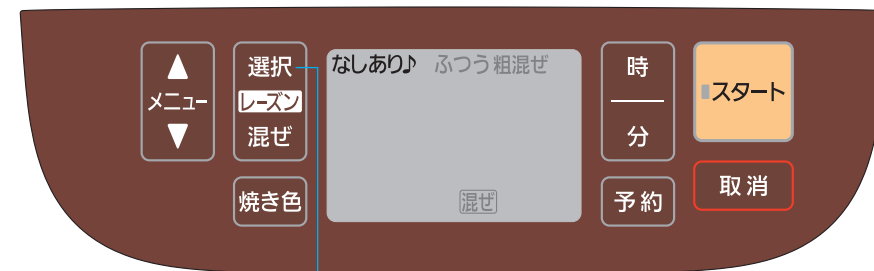 ▲
メニュー
▼
選択
レーズン
混ぜ
焼き色
なしあり♪ ふつう粗混ぜ
混ぜ
時
分
予約
スタート
取消